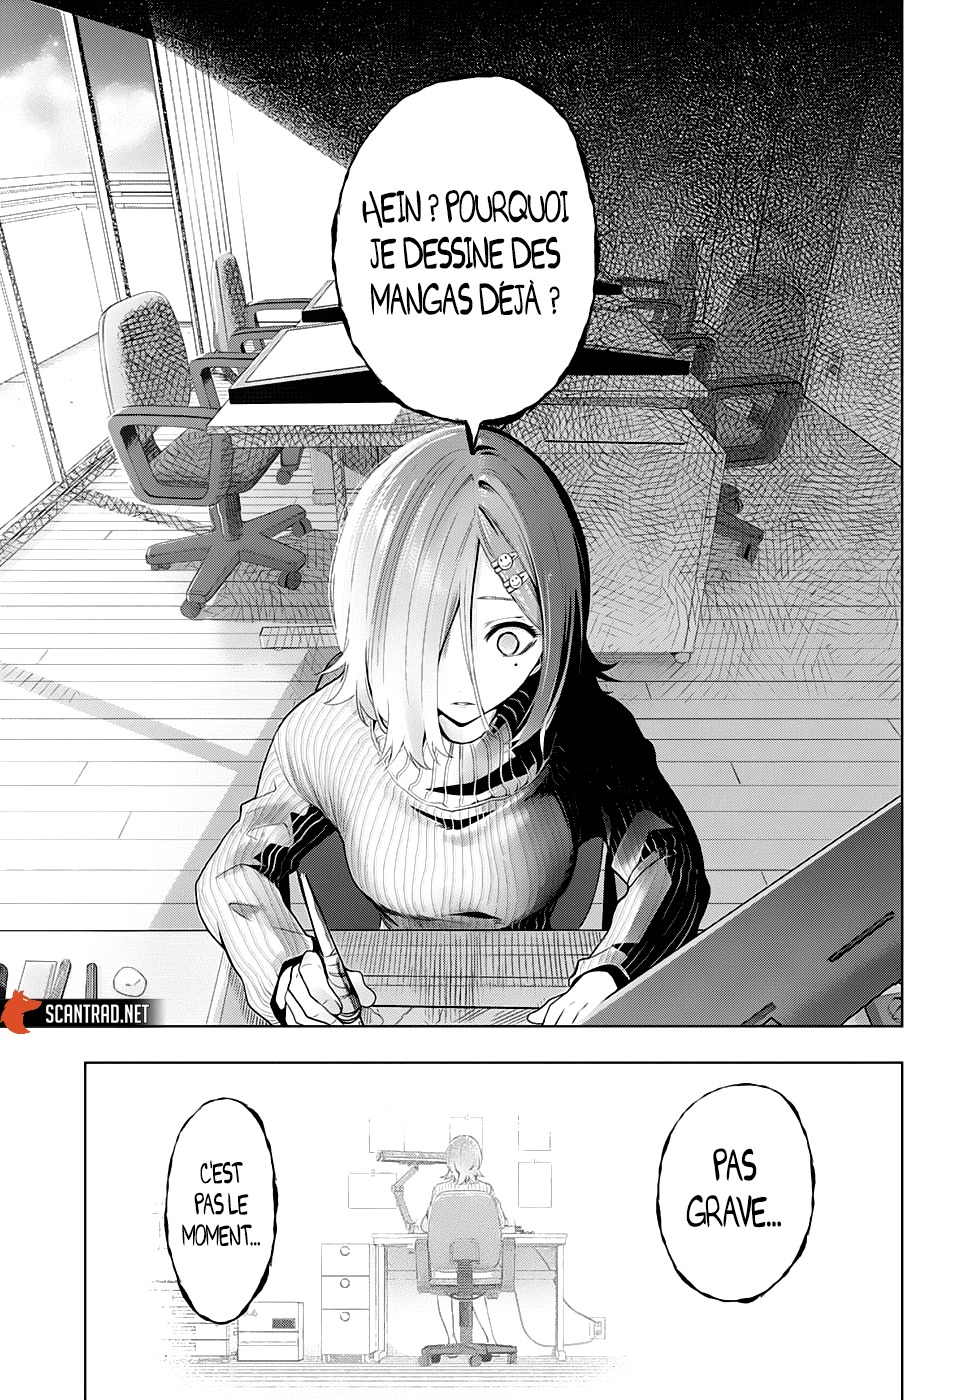 HEIN ? POURQUOI
JE DESSINE DES
MANGAS DÉJÀ ?
SCANTRAD.NET
PAS
GRAVE...
C'EST
PAS LE
MOMENT...